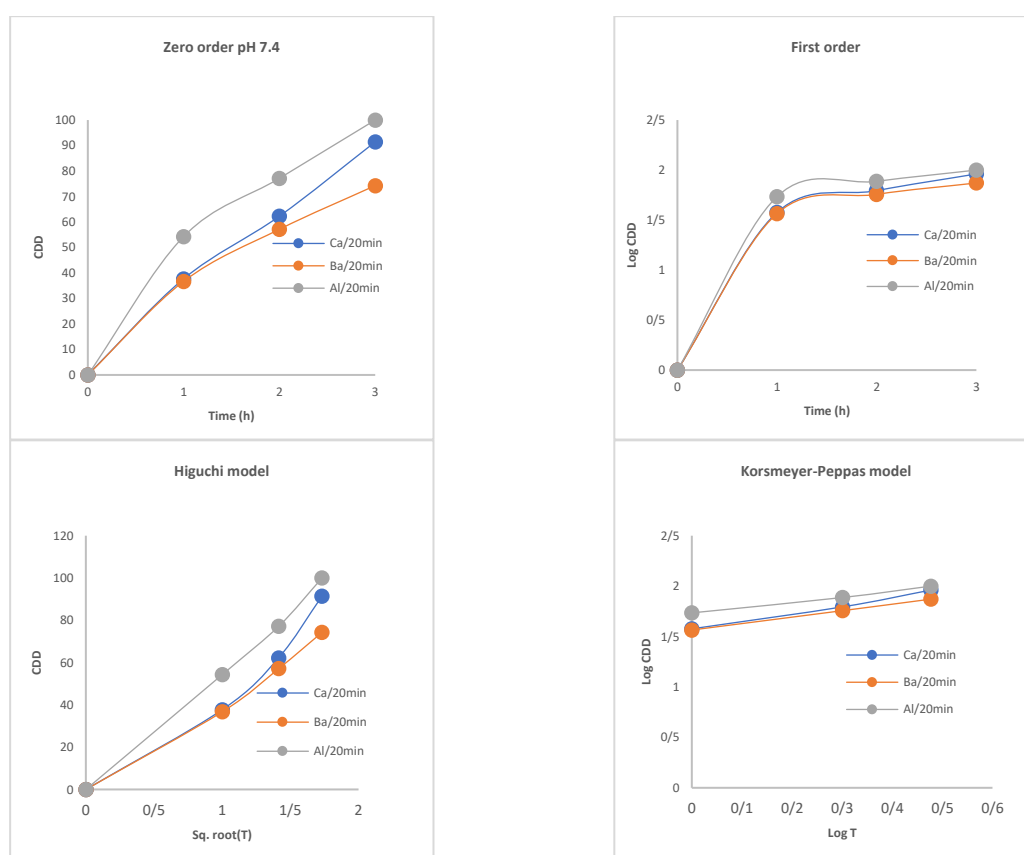 Zero order pH 7.4
100
90
80
70
60
50
40
30
20
10
0
CDD
0 1 2 3
Time (h)
Ca/20min
Ba/20min
Al/20min
First order
2/5
2
1/5
1
0/5
0
Log CDD
0 1 2 3
Time (h)
Ca/20min
Ba/20min
Al/20min
Higuchi model
120
100
80
60
40
20
0
CDD
0 0/5 1 1/5 2
Sq. root(T)
Ca/20min
Ba/20min
Al/20min
Korsmeyer-Peppas model
2/5
2
1/5
1
0/5
0
Log CDD
0 0/1 0/2 0/3 0/4 0/5 0/6
Log T
Ca/20min
Ba/20min
Al/20min